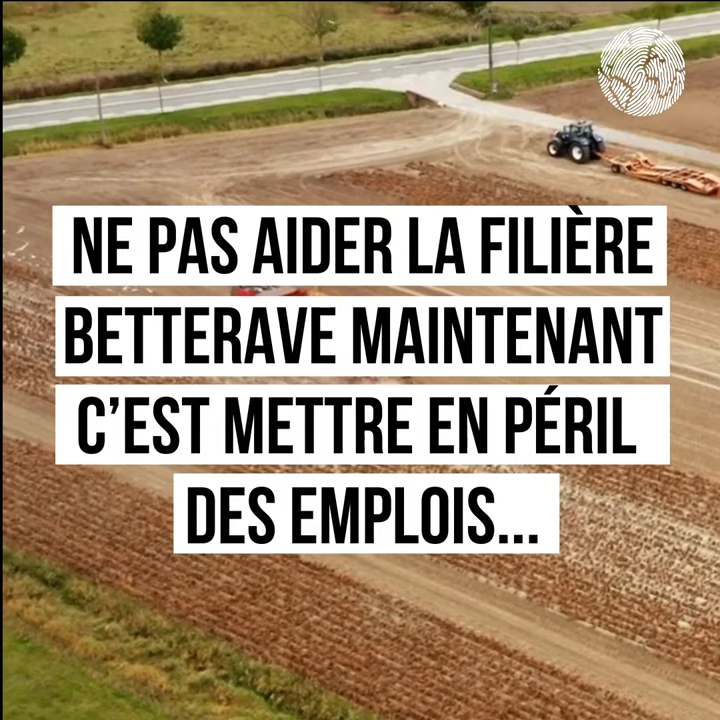 NE PAS AIDER LA FILIÈRE
BETTERAVE MAINTENANT
C'EST METTRE EN PÉRIL
DES EMPLOIS...